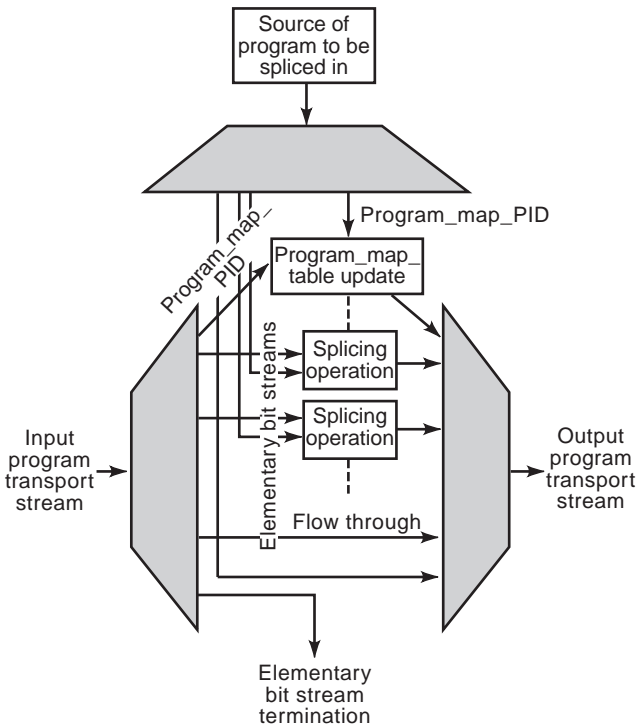 Source of
program to be
spliced in
Program_map_PID
Program_map_
PID
Program_map_
table update
Elementary bit streams
Splicing
operation
Splicing
operation
Input
program
transport
stream
Output
program
transport
stream
Flow through
Elementary
bit stream
termination